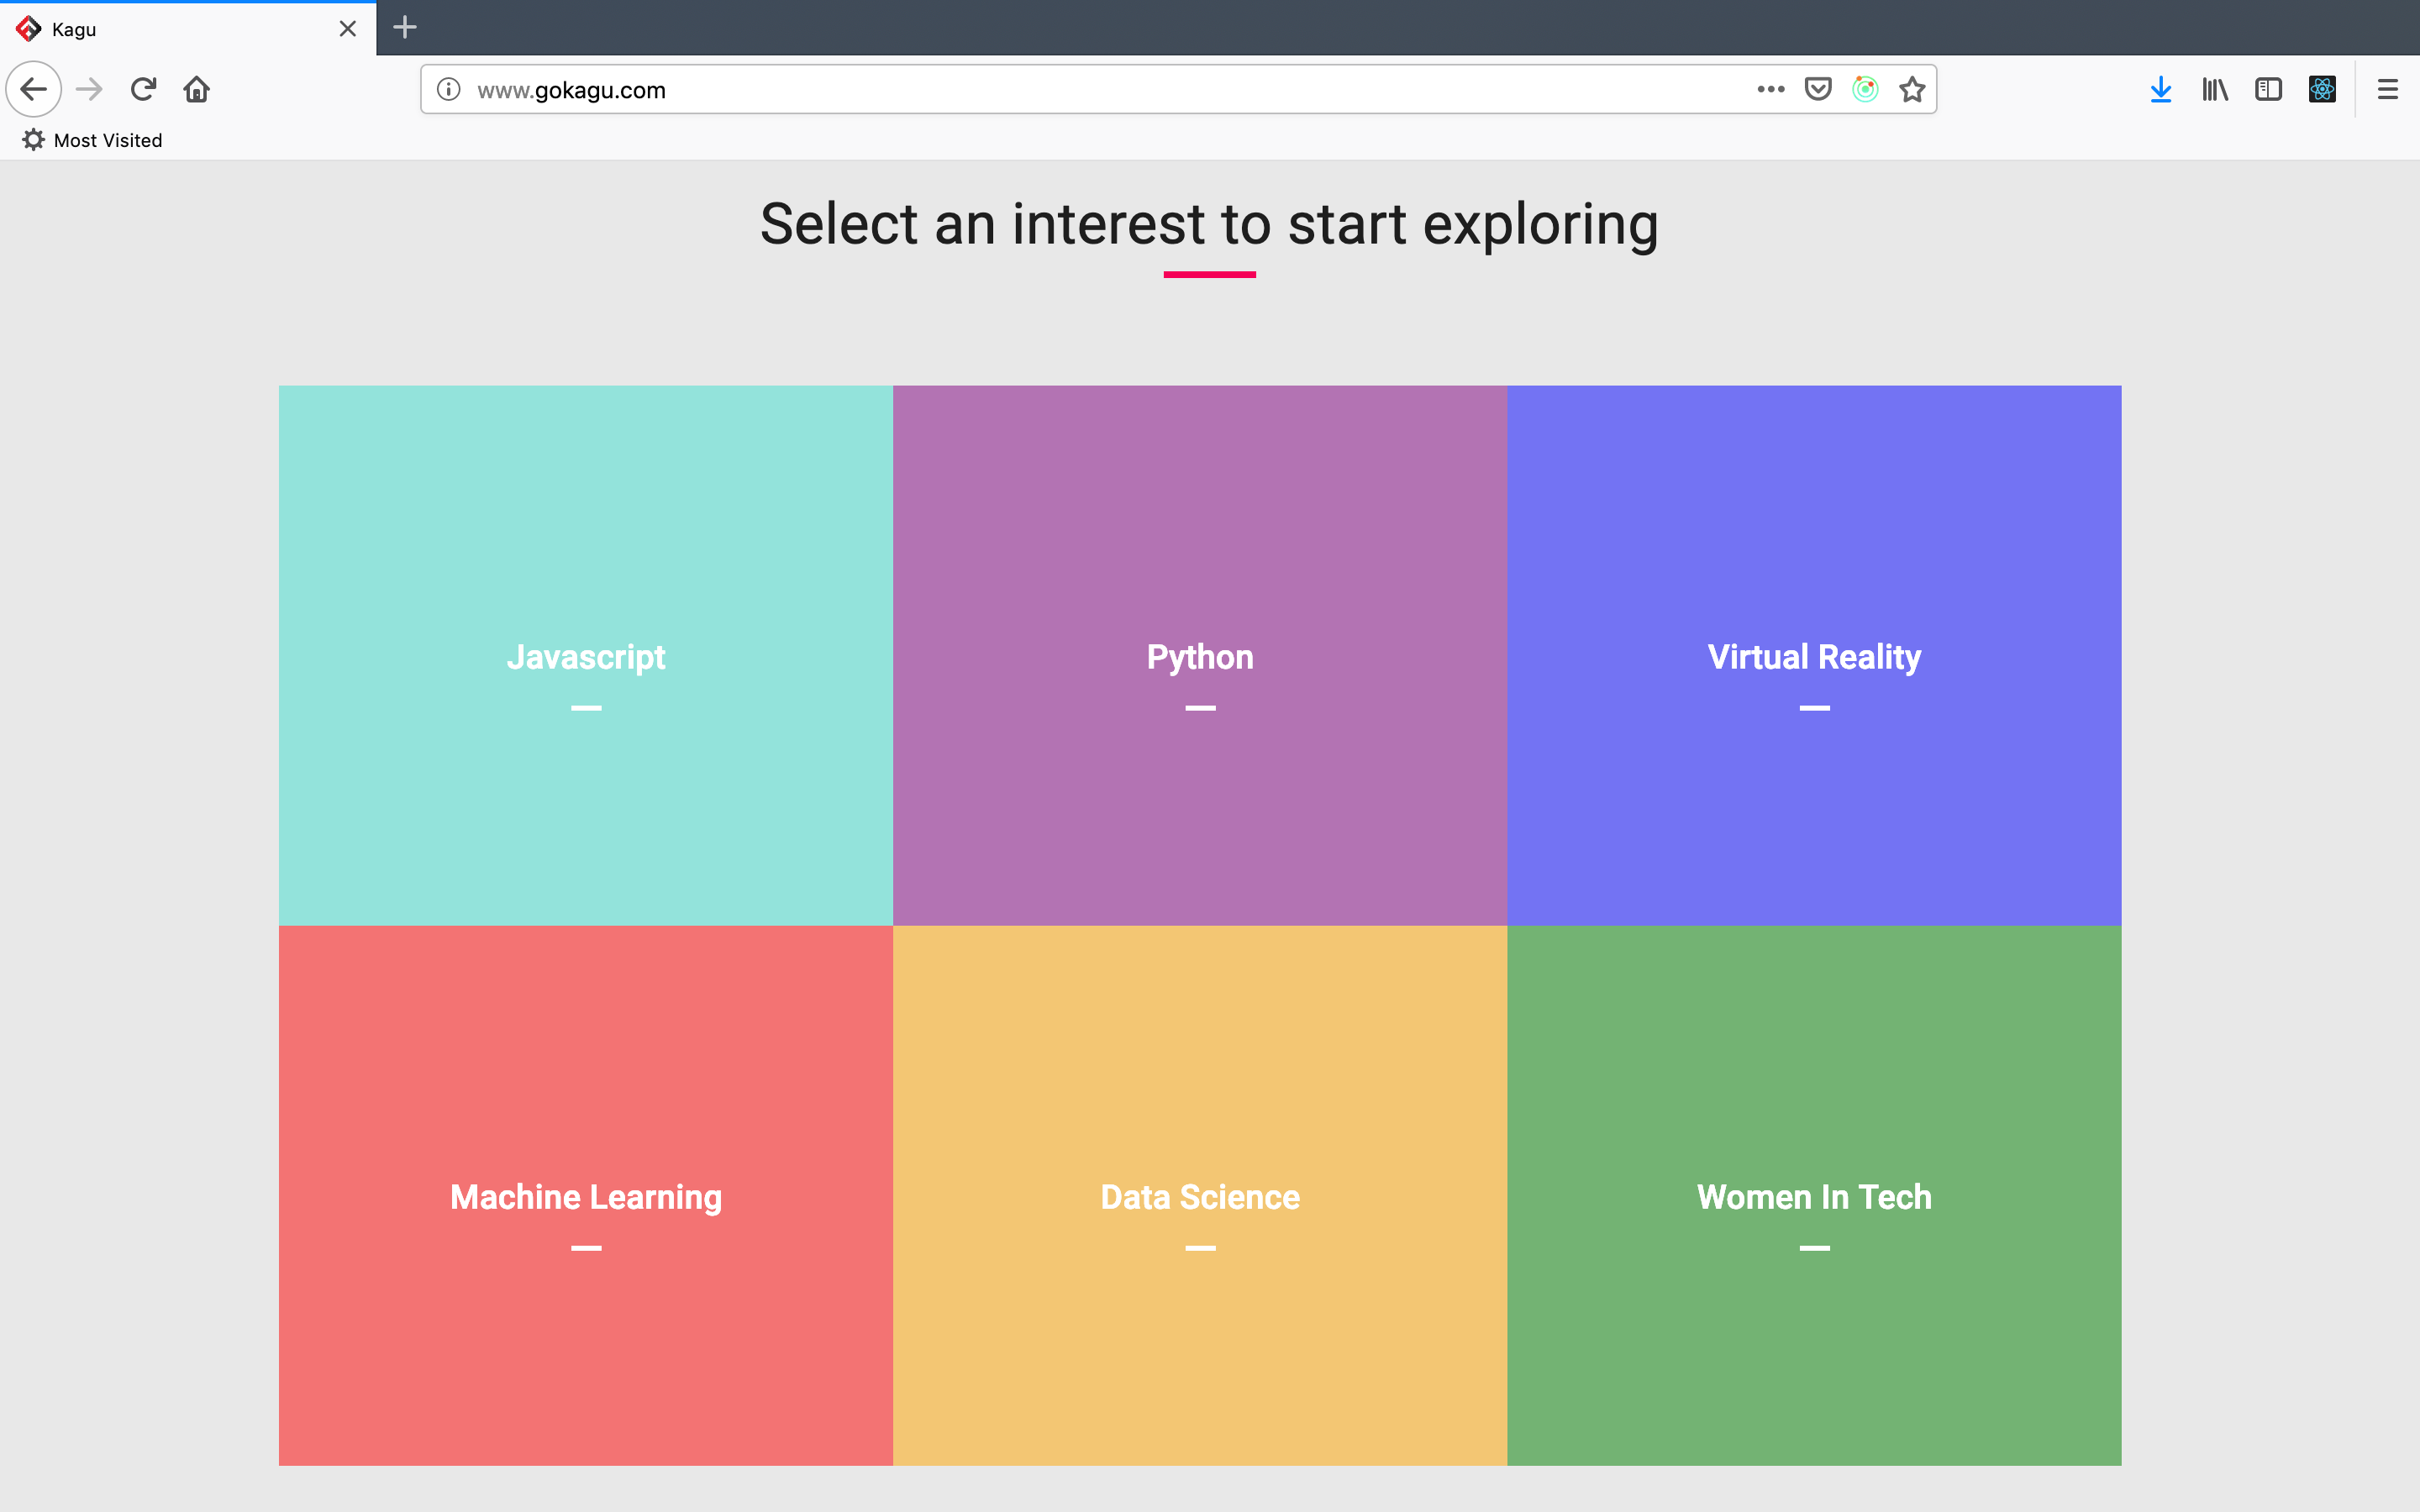 Kagu
www.gokagu.com
Most Visited
Select an interest to start exploring
Javascript
Python
Virtual Reality
Machine Learning
Data Science
Women In Tech